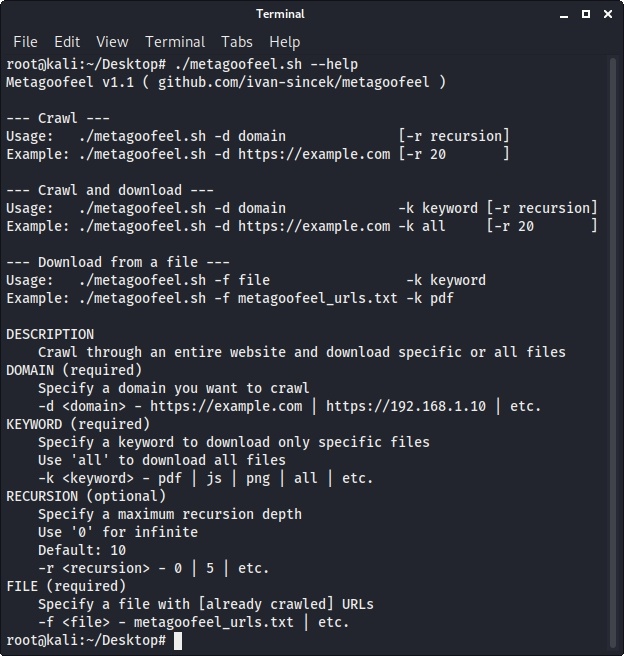 Terminal
File Edit View Terminal Tabs Help
root@kali:~/Desktop# ./metagoofeel.sh --help
Metagoofeel v1.1 ( github.com/ivan-sincek/metagoofeel )

--- Crawl ---
Usage:   ./metagoofeel.sh -d domain              [-r recursion]
Example: ./metagoofeel.sh -d https://example.com [-r 20       ]

--- Crawl and download ---
Usage:   ./metagoofeel.sh -d domain              -k keyword [-r recursion]
Example: ./metagoofeel.sh -d https://example.com -k all     [-r 20       ]

--- Download from a file ---
Usage:   ./metagoofeel.sh -f file                 -k keyword
Example: ./metagoofeel.sh -f metagoofeel_urls.txt -k pdf

DESCRIPTION
    Crawl through an entire website and download specific or all files
DOMAIN (required)
    Specify a domain you want to crawl
    -d <domain> - https://example.com | https://192.168.1.10 | etc.
KEYWORD (required)
    Specify a keyword to download only specific files
    Use 'all' to download all files
    -k <keyword> - pdf | js | png | all | etc.
RECURSION (optional)
    Specify a maximum recursion depth
    Use '0' for infinite
    Default: 10
    -r <recursion> - 0 | 5 | etc.
FILE (required)
    Specify a file with [already crawled] URLs
    -f <file> - metagoofeel_urls.txt | etc.
root@kali:~/Desktop#